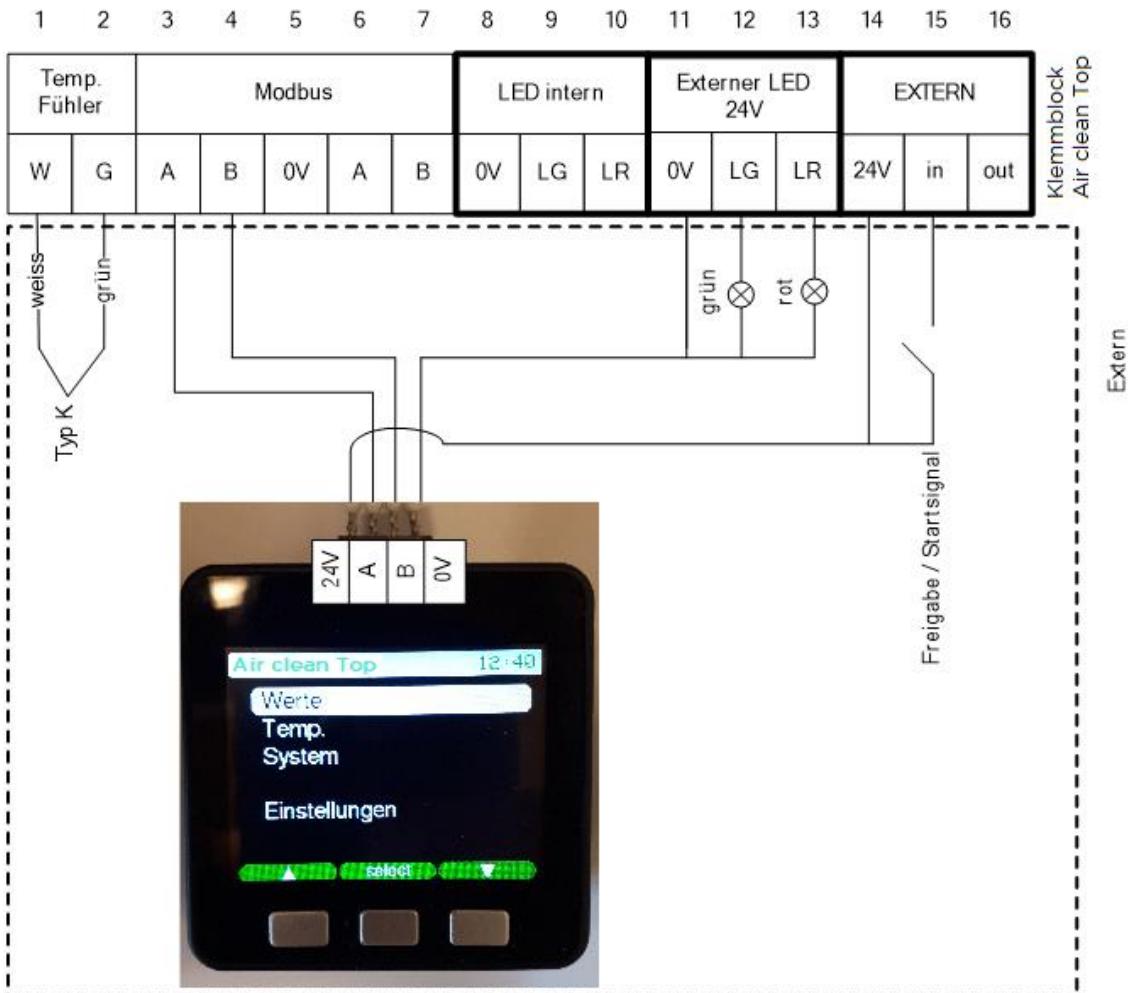 1 2 3 4 5 6 7 8 9 10 11 12 13 14 15 16
Temp.
Fühler
Modbus
LED intern
Externer LED
24V
EXTERN
W G A B 0V A B 0V LG LR 0V LG LR 24V in out
Klemmblock
Air clean Top
weiss
grün
Typ K
grün
rot
Extern
Freigabe / Startsignal
24V A B 0V
Air clean Top 12:40
Werte
Temp.
System
Einstellungen
select